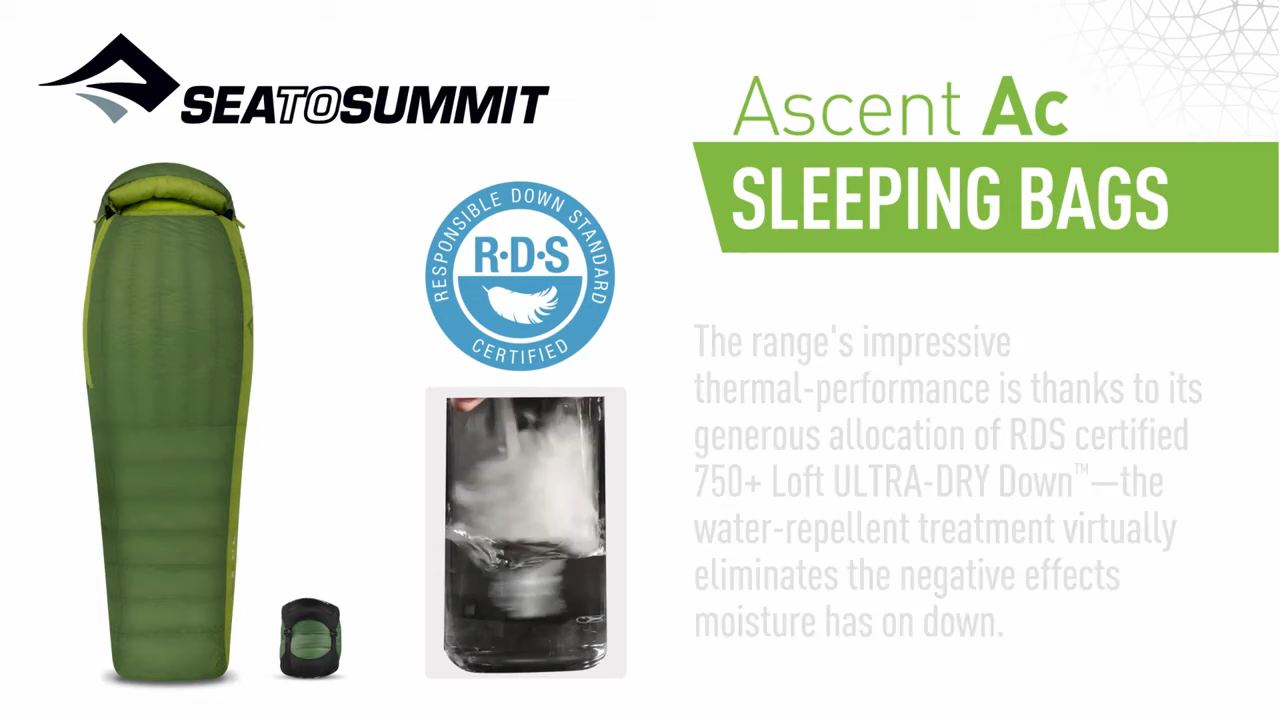 SEATOSUMMIT
Ascent Ac
SLEEPING BAGS
RESPONSIBLE DOWN STANDARD
R·D·S
CERTIFIED
The range's impressive
thermal-performance is thanks to its
generous allocation of RDS certified
750+ Loft ULTRA-DRY Down™—the
water-repellent treatment virtually
eliminates the negative effects
moisture has on down.